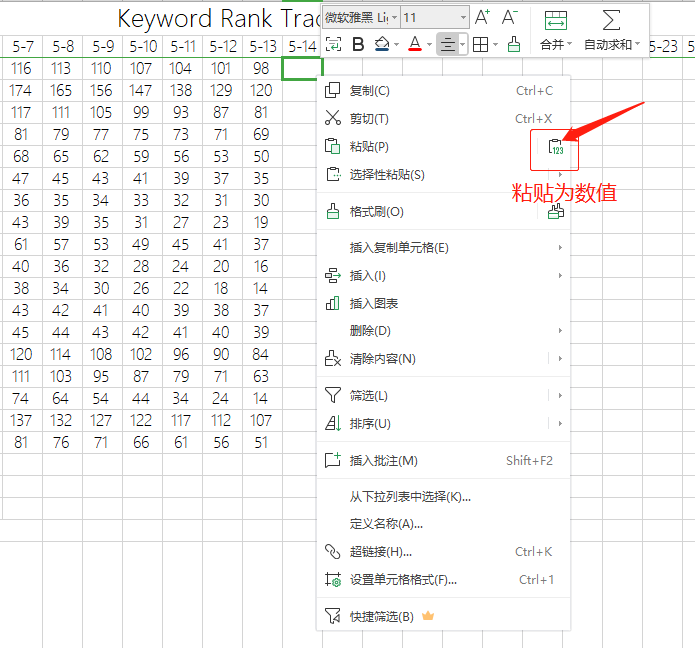 Keyword Rank Trac
微软雅黑 Li 11 A+ A-
B A 合并 自动求和
5-7 5-8 5-9 5-10 5-11 5-12 5-13 5-14 5-23 5
116 113 110 107 104 101 98
174 165 156 147 138 129 120
117 111 105 99 93 87 81
81 79 77 75 73 71 69
68 65 62 59 56 53 50
47 45 43 41 39 37 35
36 35 34 33 32 31 30
43 39 35 31 27 23 19
61 57 53 49 45 41 37
40 36 32 28 24 20 16
38 34 30 26 22 18 14
43 42 41 40 39 38 37
45 44 43 42 41 40 39
120 114 108 102 96 90 84
111 103 95 87 79 71 63
74 64 54 44 34 24 14
137 132 127 122 117 112 107
81 76 71 66 61 56 51
复制(C) Ctrl+C
剪切(T) Ctrl+X
粘贴(P) 123
选择性粘贴(S)
粘贴为数值
格式刷(O)
插入复制单元格(E)
插入(I)
插入图表
删除(D)
清除内容(N)
筛选(L)
排序(U)
插入批注(M) Shift+F2
从下拉列表中选择(K)...
定义名称(A)...
超链接(H)... Ctrl+K
设置单元格格式(F)... Ctrl+1
快捷筛选(B)